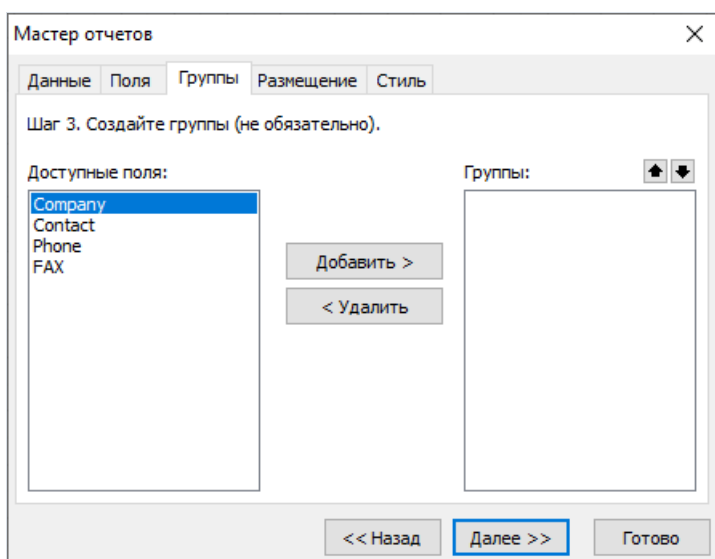 Мастер отчетов
Данные Поля Группы Размещение Стиль
Шаг 3. Создайте группы (не обязательно).
Доступные поля: Группы:
Company
Contact
Phone
FAX
Добавить >
< Удалить
<< Назад Далее >> Готово